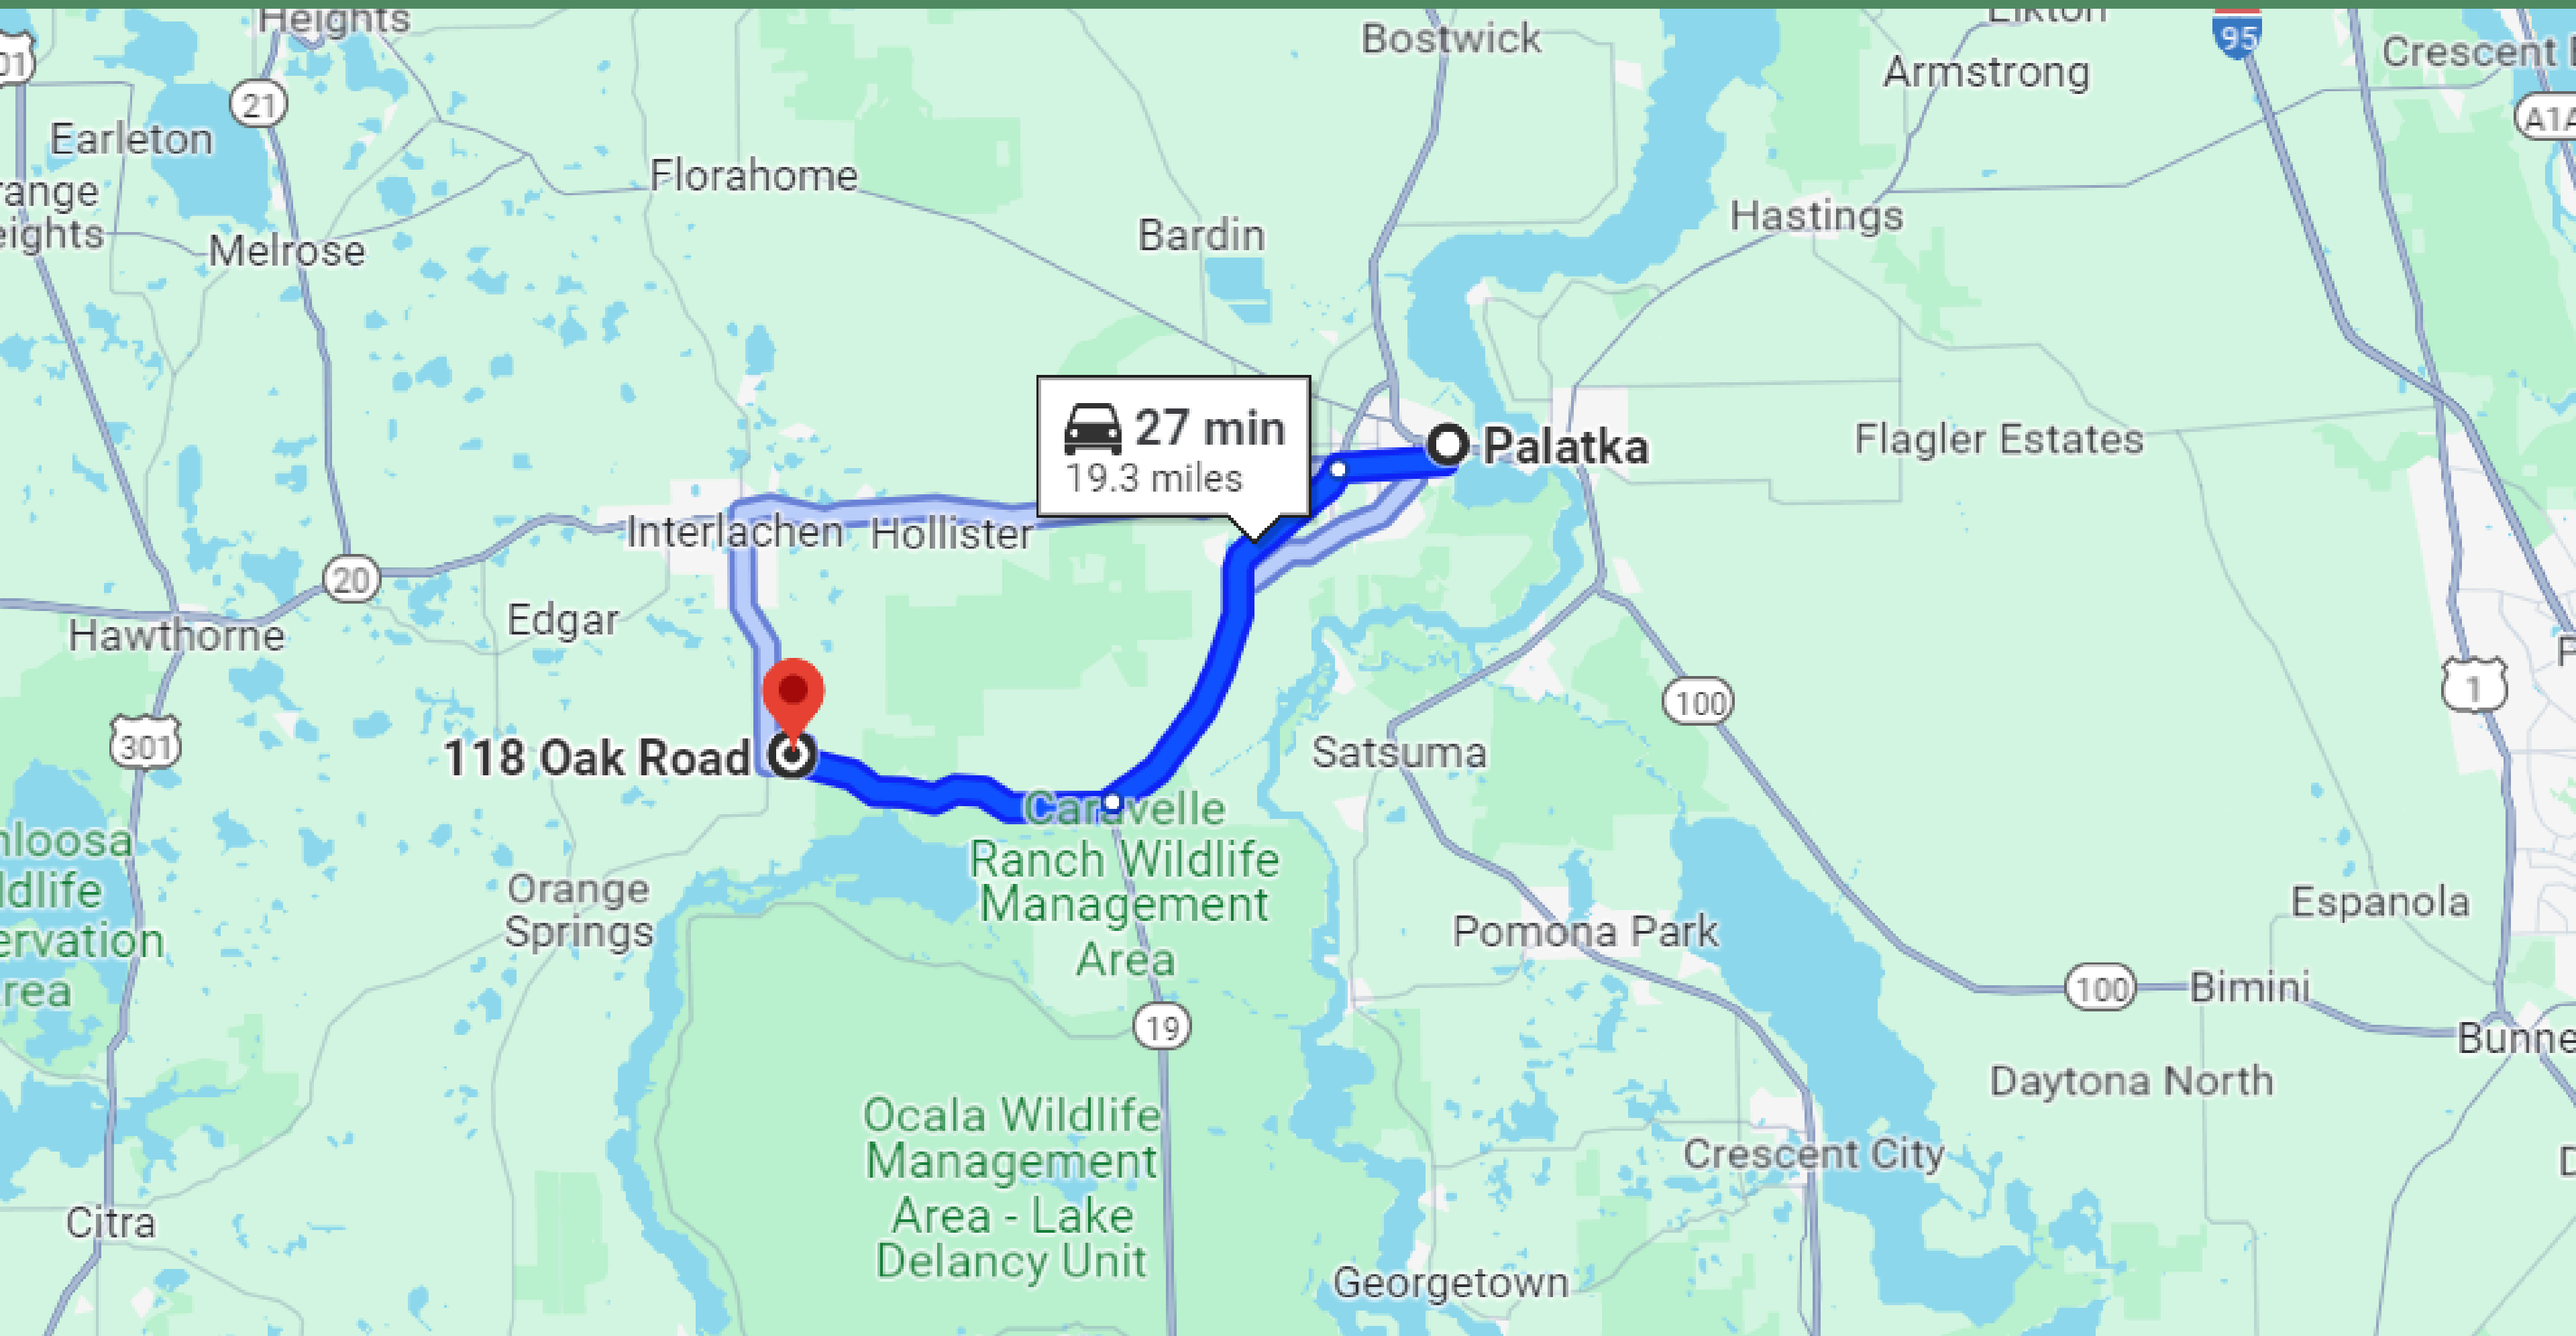 Heights
21
Earleton
Melrose
Florahome
Bostwick
Bardin
Armstrong
95
Crescent
A1A
Hastings
27 min
19.3 miles
Palatka
Flagler Estates
Interlachen
Hollister
20
Edgar
Hawthorne
301
118 Oak Road
100
1
Satsuma
Caravelle
Ranch Wildlife
Management
Area
Orange
Springs
19
Pomona Park
Espanola
100
Bimini
Daytona North
Ocala Wildlife
Management
Area - Lake
Delancy Unit
Crescent City
Citra
Georgetown